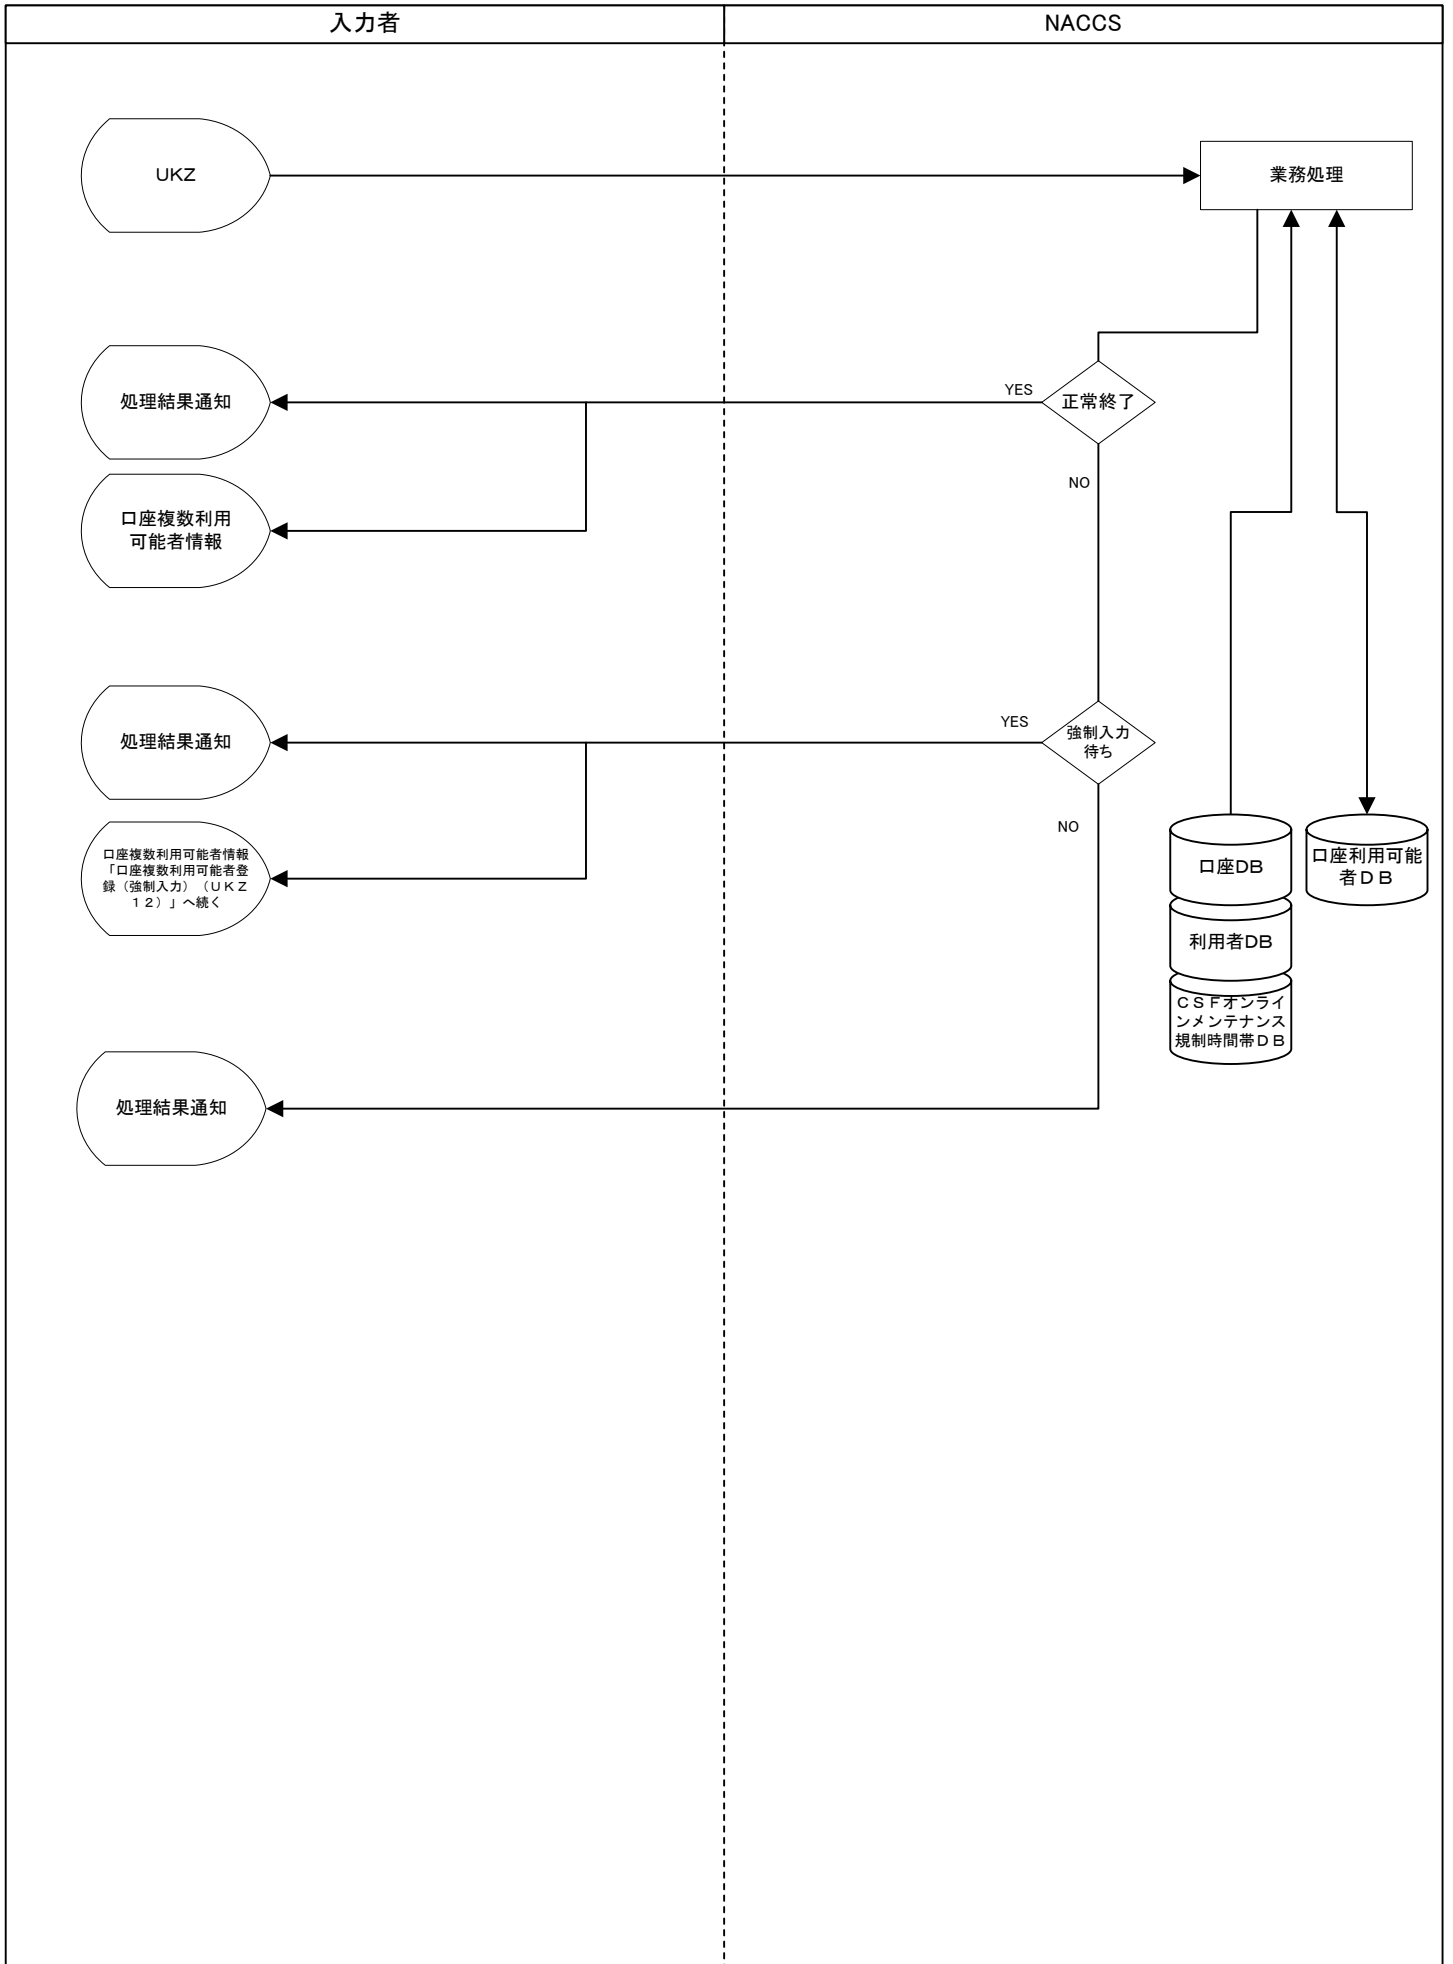 入力者
NACCS
UKZ
業務処理
処理結果通知
YES
正常終了
NO
口座複数利用
可能者情報
処理結果通知
YES
強制入力
待ち
NO
口座複数利用可能者情報
「口座複数利用可能者登
録（強制入力）（ＵＫＺ
１２）」へ続く
口座DB
口座利用可能
者ＤＢ
利用者DB
ＣＳＦオンライ
ンメンテナンス
規制時間帯ＤＢ
処理結果通知